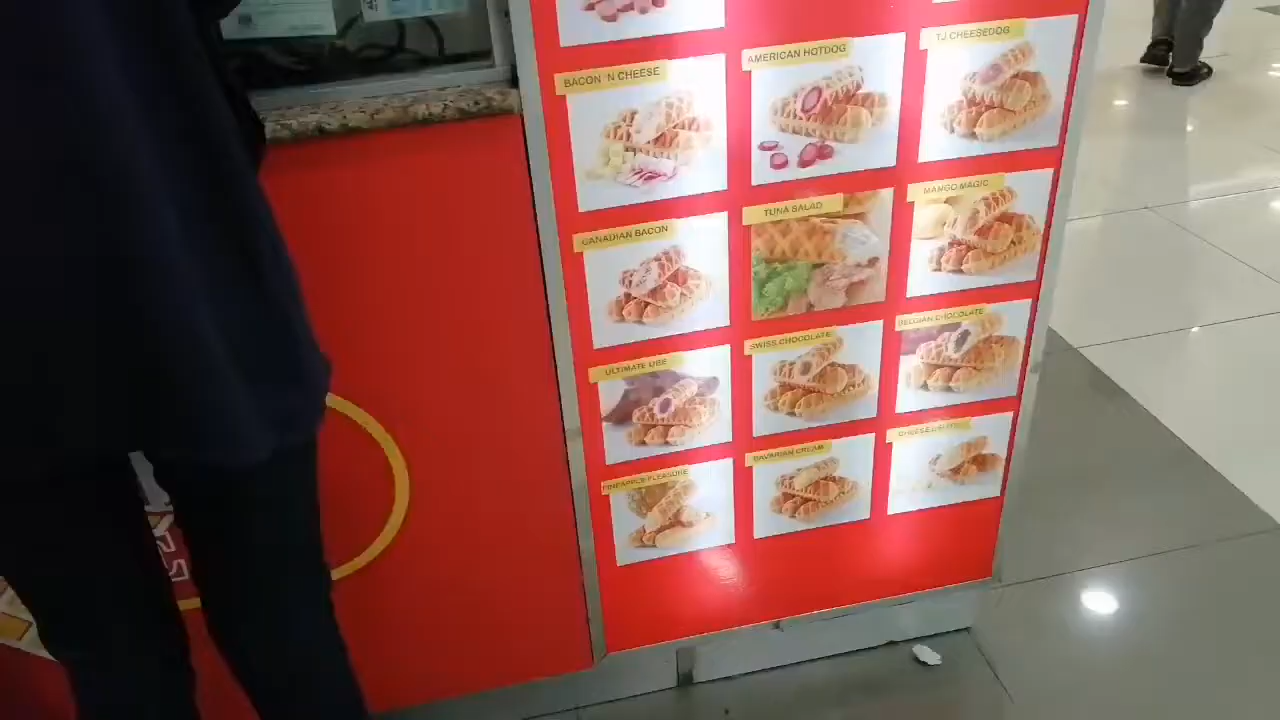 BACON 'N CHEESE
AMERICAN HOTDOG
TJ CHEESEDOG
CANADIAN BACON
TUNA SALAD
MANGO MAGIC
ULTIMATE UBE
SWISS CHOCOLATE
BELGIAN CHOCOLATE
PINEAPPLE PLEASURE
BAVARIAN CREAM